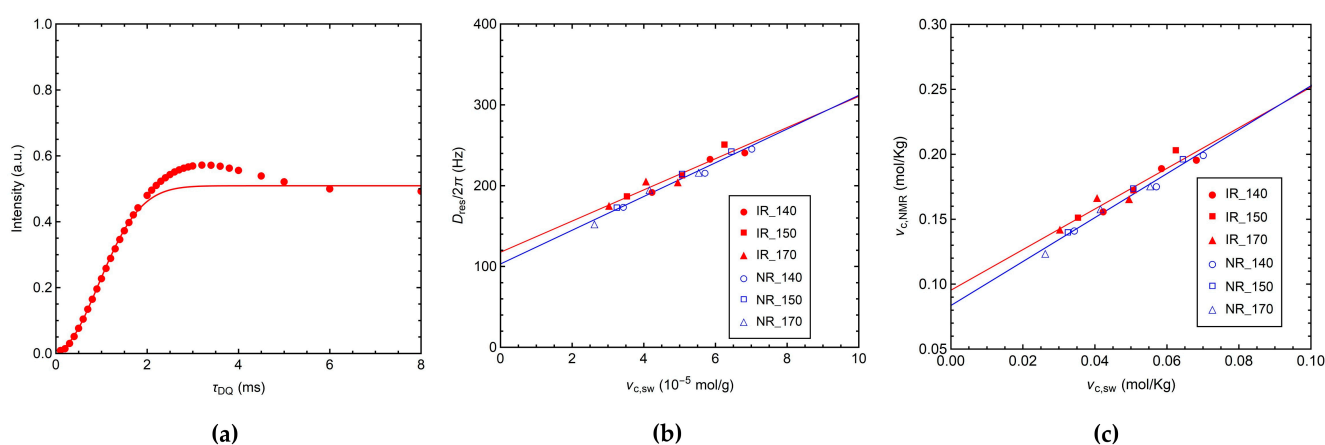 1.0
0.8
0.6
0.4
0.2
0.0
Intensity (a.u.)
0 2 4 6 8
τDQ (ms)
(a)
400
300
200
100
0
Dres/2π (Hz)
IR_140
IR_150
IR_170
NR_140
NR_150
NR_170
0 2 4 6 8 10
νc,sw (10⁻⁵ mol/g)
(b)
0.30
0.25
0.20
0.15
0.10
0.05
νc,NMR (mol/Kg)
IR_140
IR_150
IR_170
NR_140
NR_150
NR_170
0.00 0.02 0.04 0.06 0.08 0.10
νc,sw (mol/Kg)
(c)